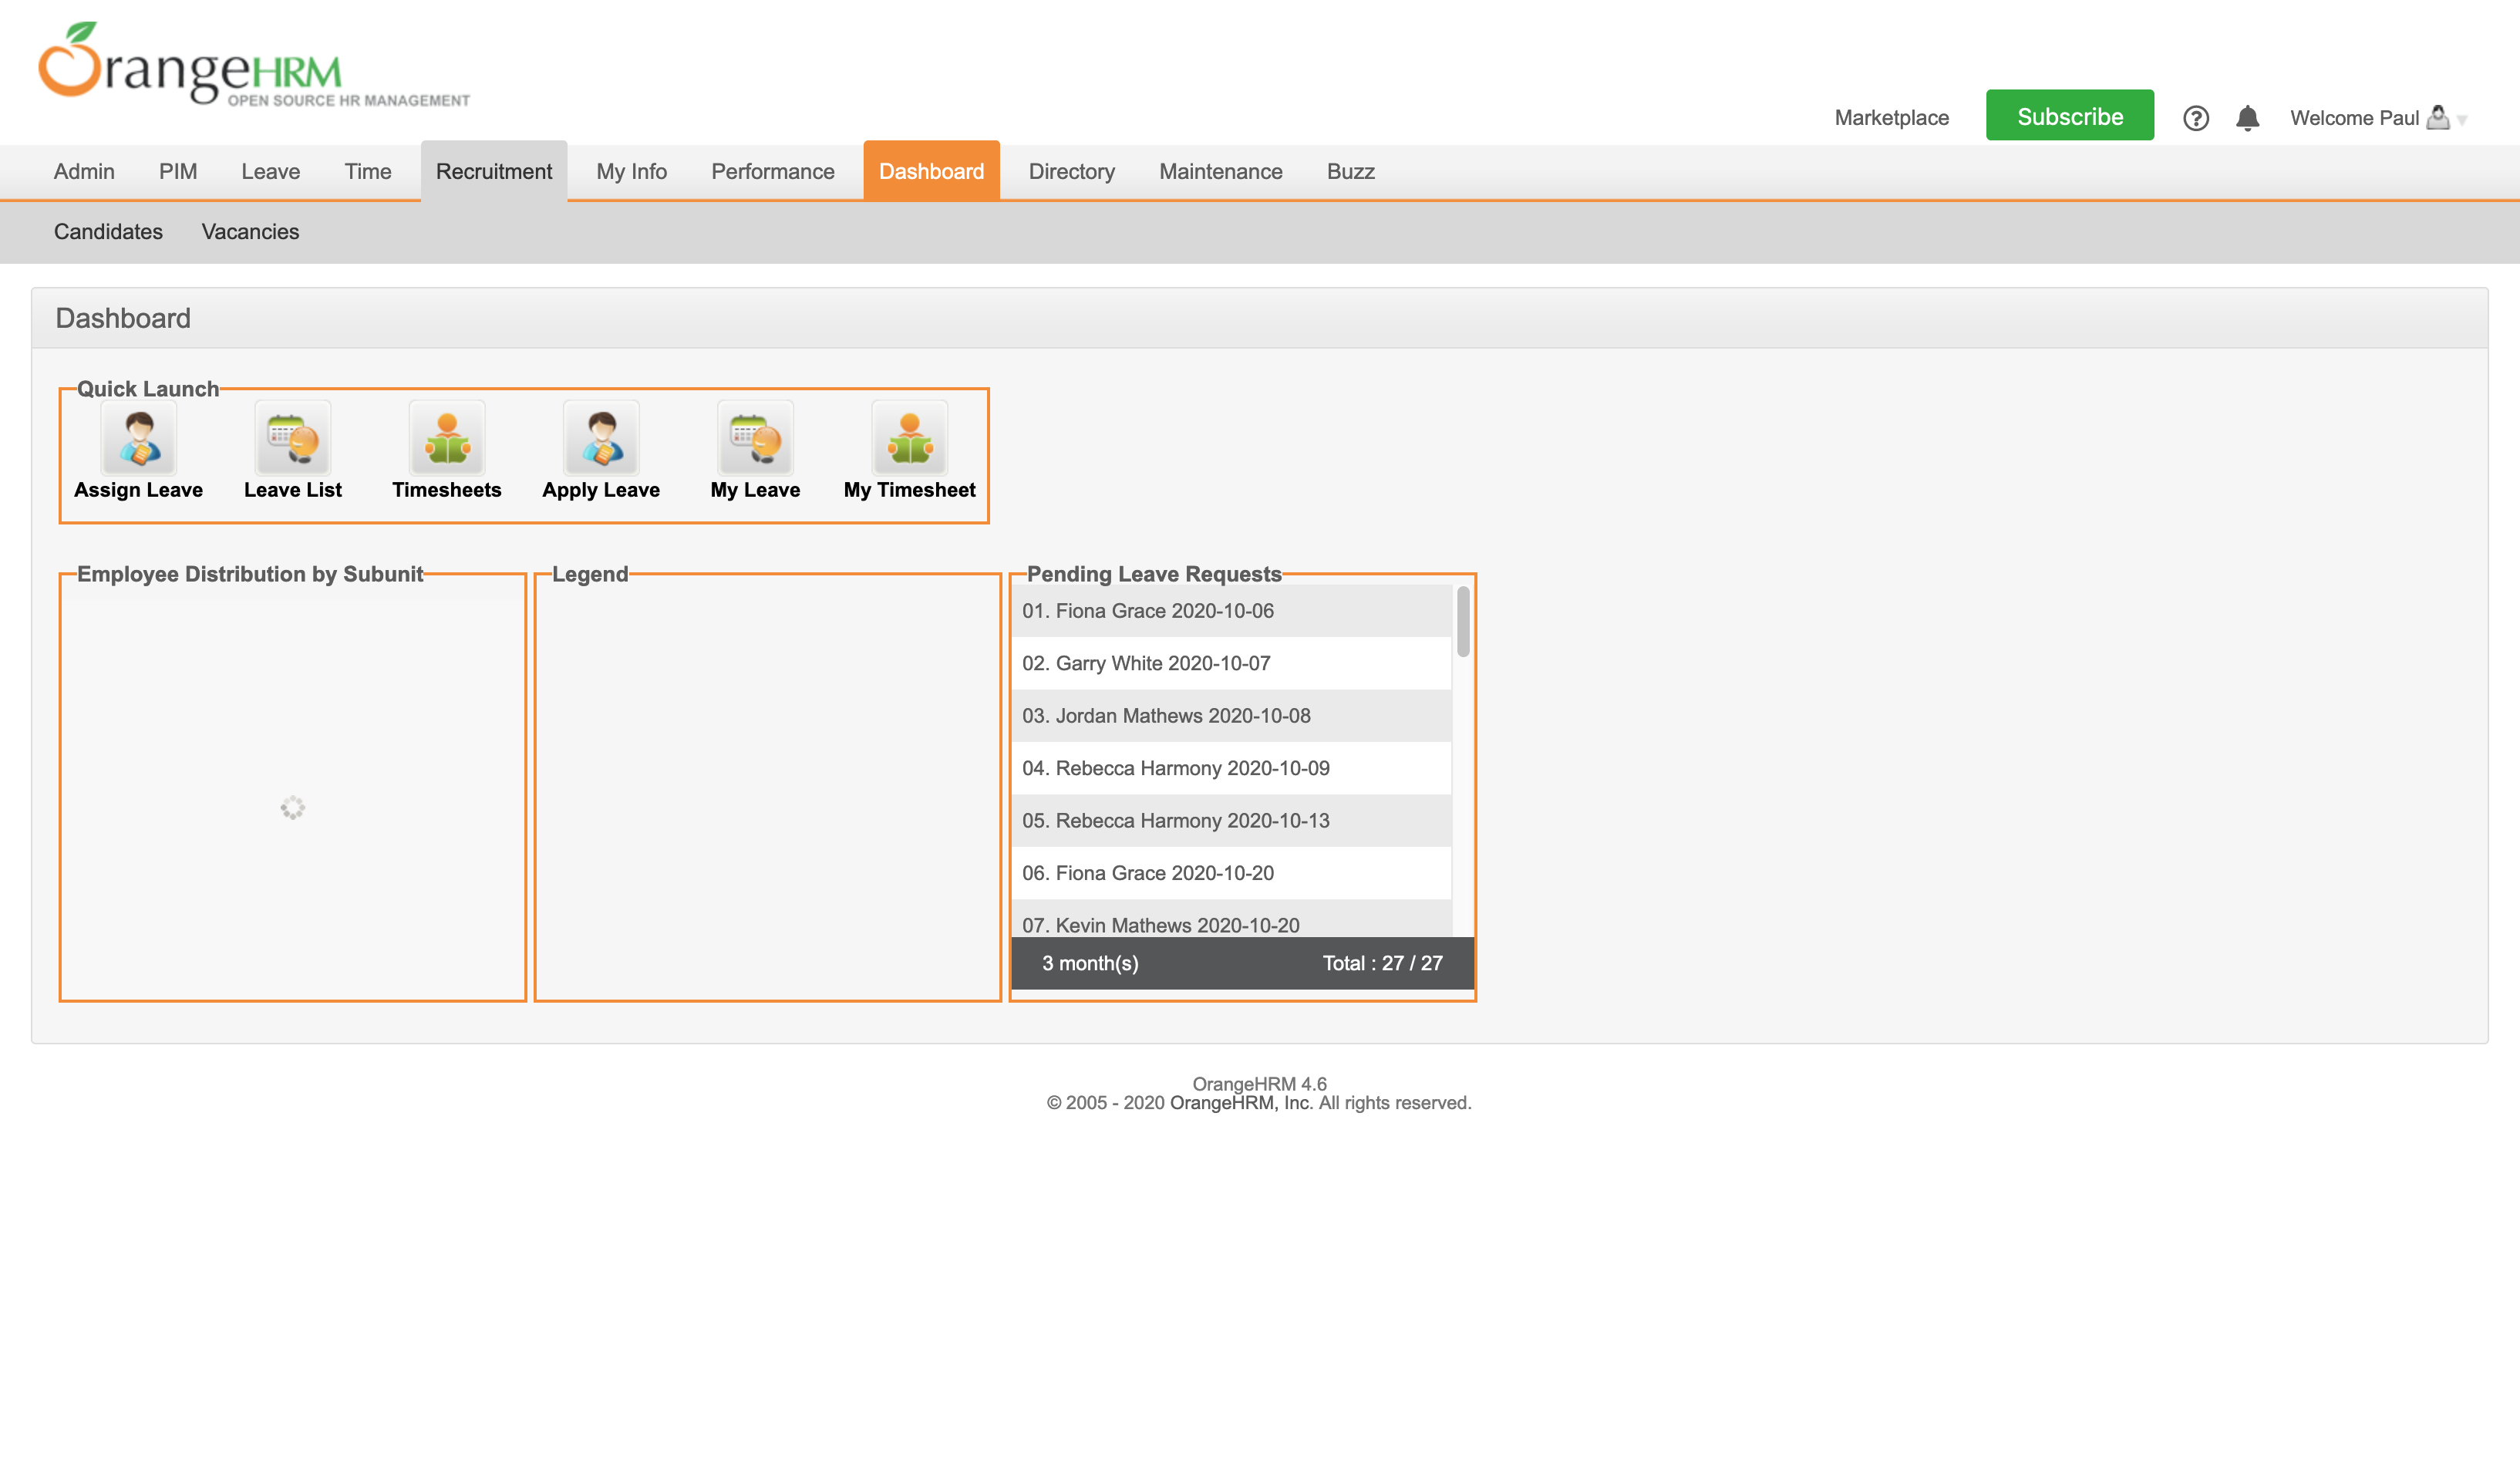 OrangeHRM
OPEN SOURCE HR MANAGEMENT
Marketplace Subscribe Welcome Paul
Admin PIM Leave Time Recruitment My Info Performance Dashboard Directory Maintenance Buzz
Candidates Vacancies
Dashboard
Quick Launch
Assign Leave Leave List Timesheets Apply Leave My Leave My Timesheet
Employee Distribution by Subunit
Legend
Pending Leave Requests
01. Fiona Grace 2020-10-06
02. Garry White 2020-10-07
03. Jordan Mathews 2020-10-08
04. Rebecca Harmony 2020-10-09
05. Rebecca Harmony 2020-10-13
06. Fiona Grace 2020-10-20
07. Kevin Mathews 2020-10-20
3 month(s) Total : 27 / 27
OrangeHRM 4.6
© 2005 - 2020 OrangeHRM, Inc. All rights reserved.